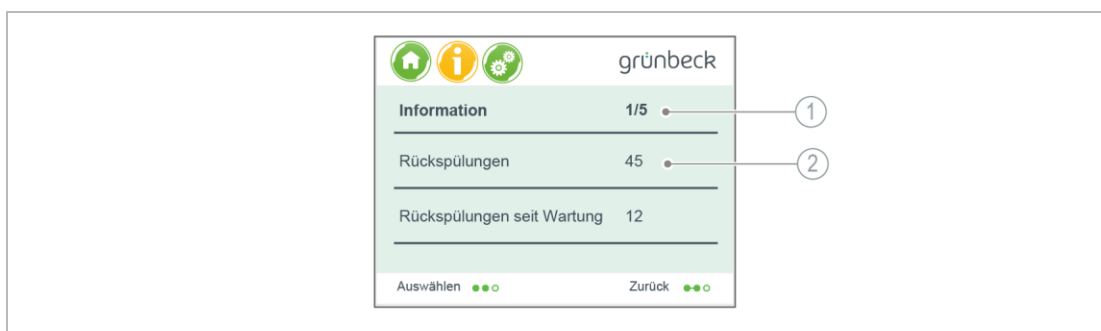 grünbeck
Information 1/5 1
Rückspülungen 45 2
Rückspülungen seit Wartung 12
Auswählen Zurück